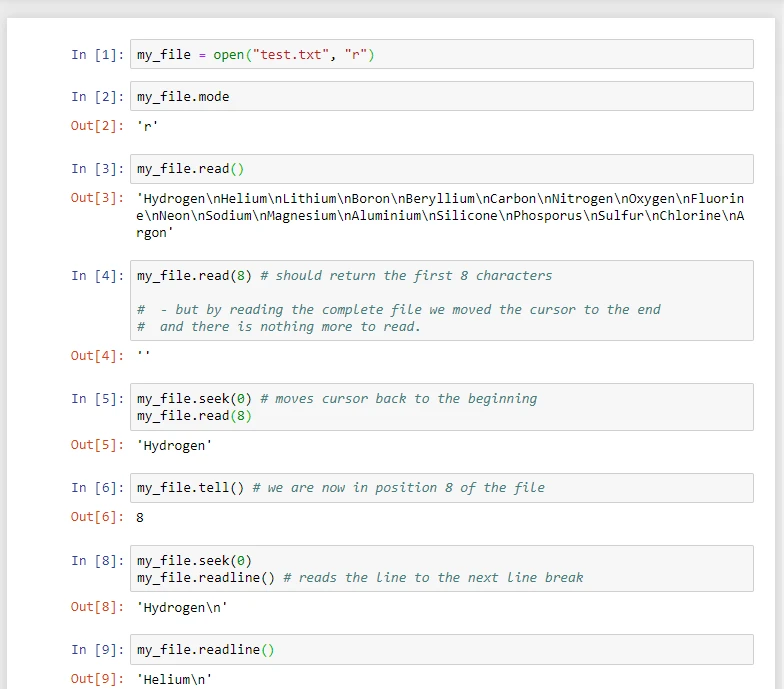 In [1]: my_file = open("test.txt", "r")
In [2]: my_file.mode
Out[2]: 'r'
In [3]: my_file.read()
Out[3]: 'Hydrogen\nHelium\nLithium\nBoron\nBeryllium\nCarbon\nNitrogen\nOxygen\nFluorin
e\nNeon\nSodium\nMagnesium\nAluminium\nSilicone\nPhosporus\nSulfur\nChlorine\nA
rgon'
In [4]: my_file.read(8) # should return the first 8 characters
#  - but by reading the complete file we moved the cursor to the end
#  and there is nothing more to read.
Out[4]: ''
In [5]: my_file.seek(0) # moves cursor back to the beginning
my_file.read(8)
Out[5]: 'Hydrogen'
In [6]: my_file.tell() # we are now in position 8 of the file
Out[6]: 8
In [8]: my_file.seek(0)
my_file.readline() # reads the line to the next line break
Out[8]: 'Hydrogen\n'
In [9]: my_file.readline()
Out[9]: 'Helium\n'